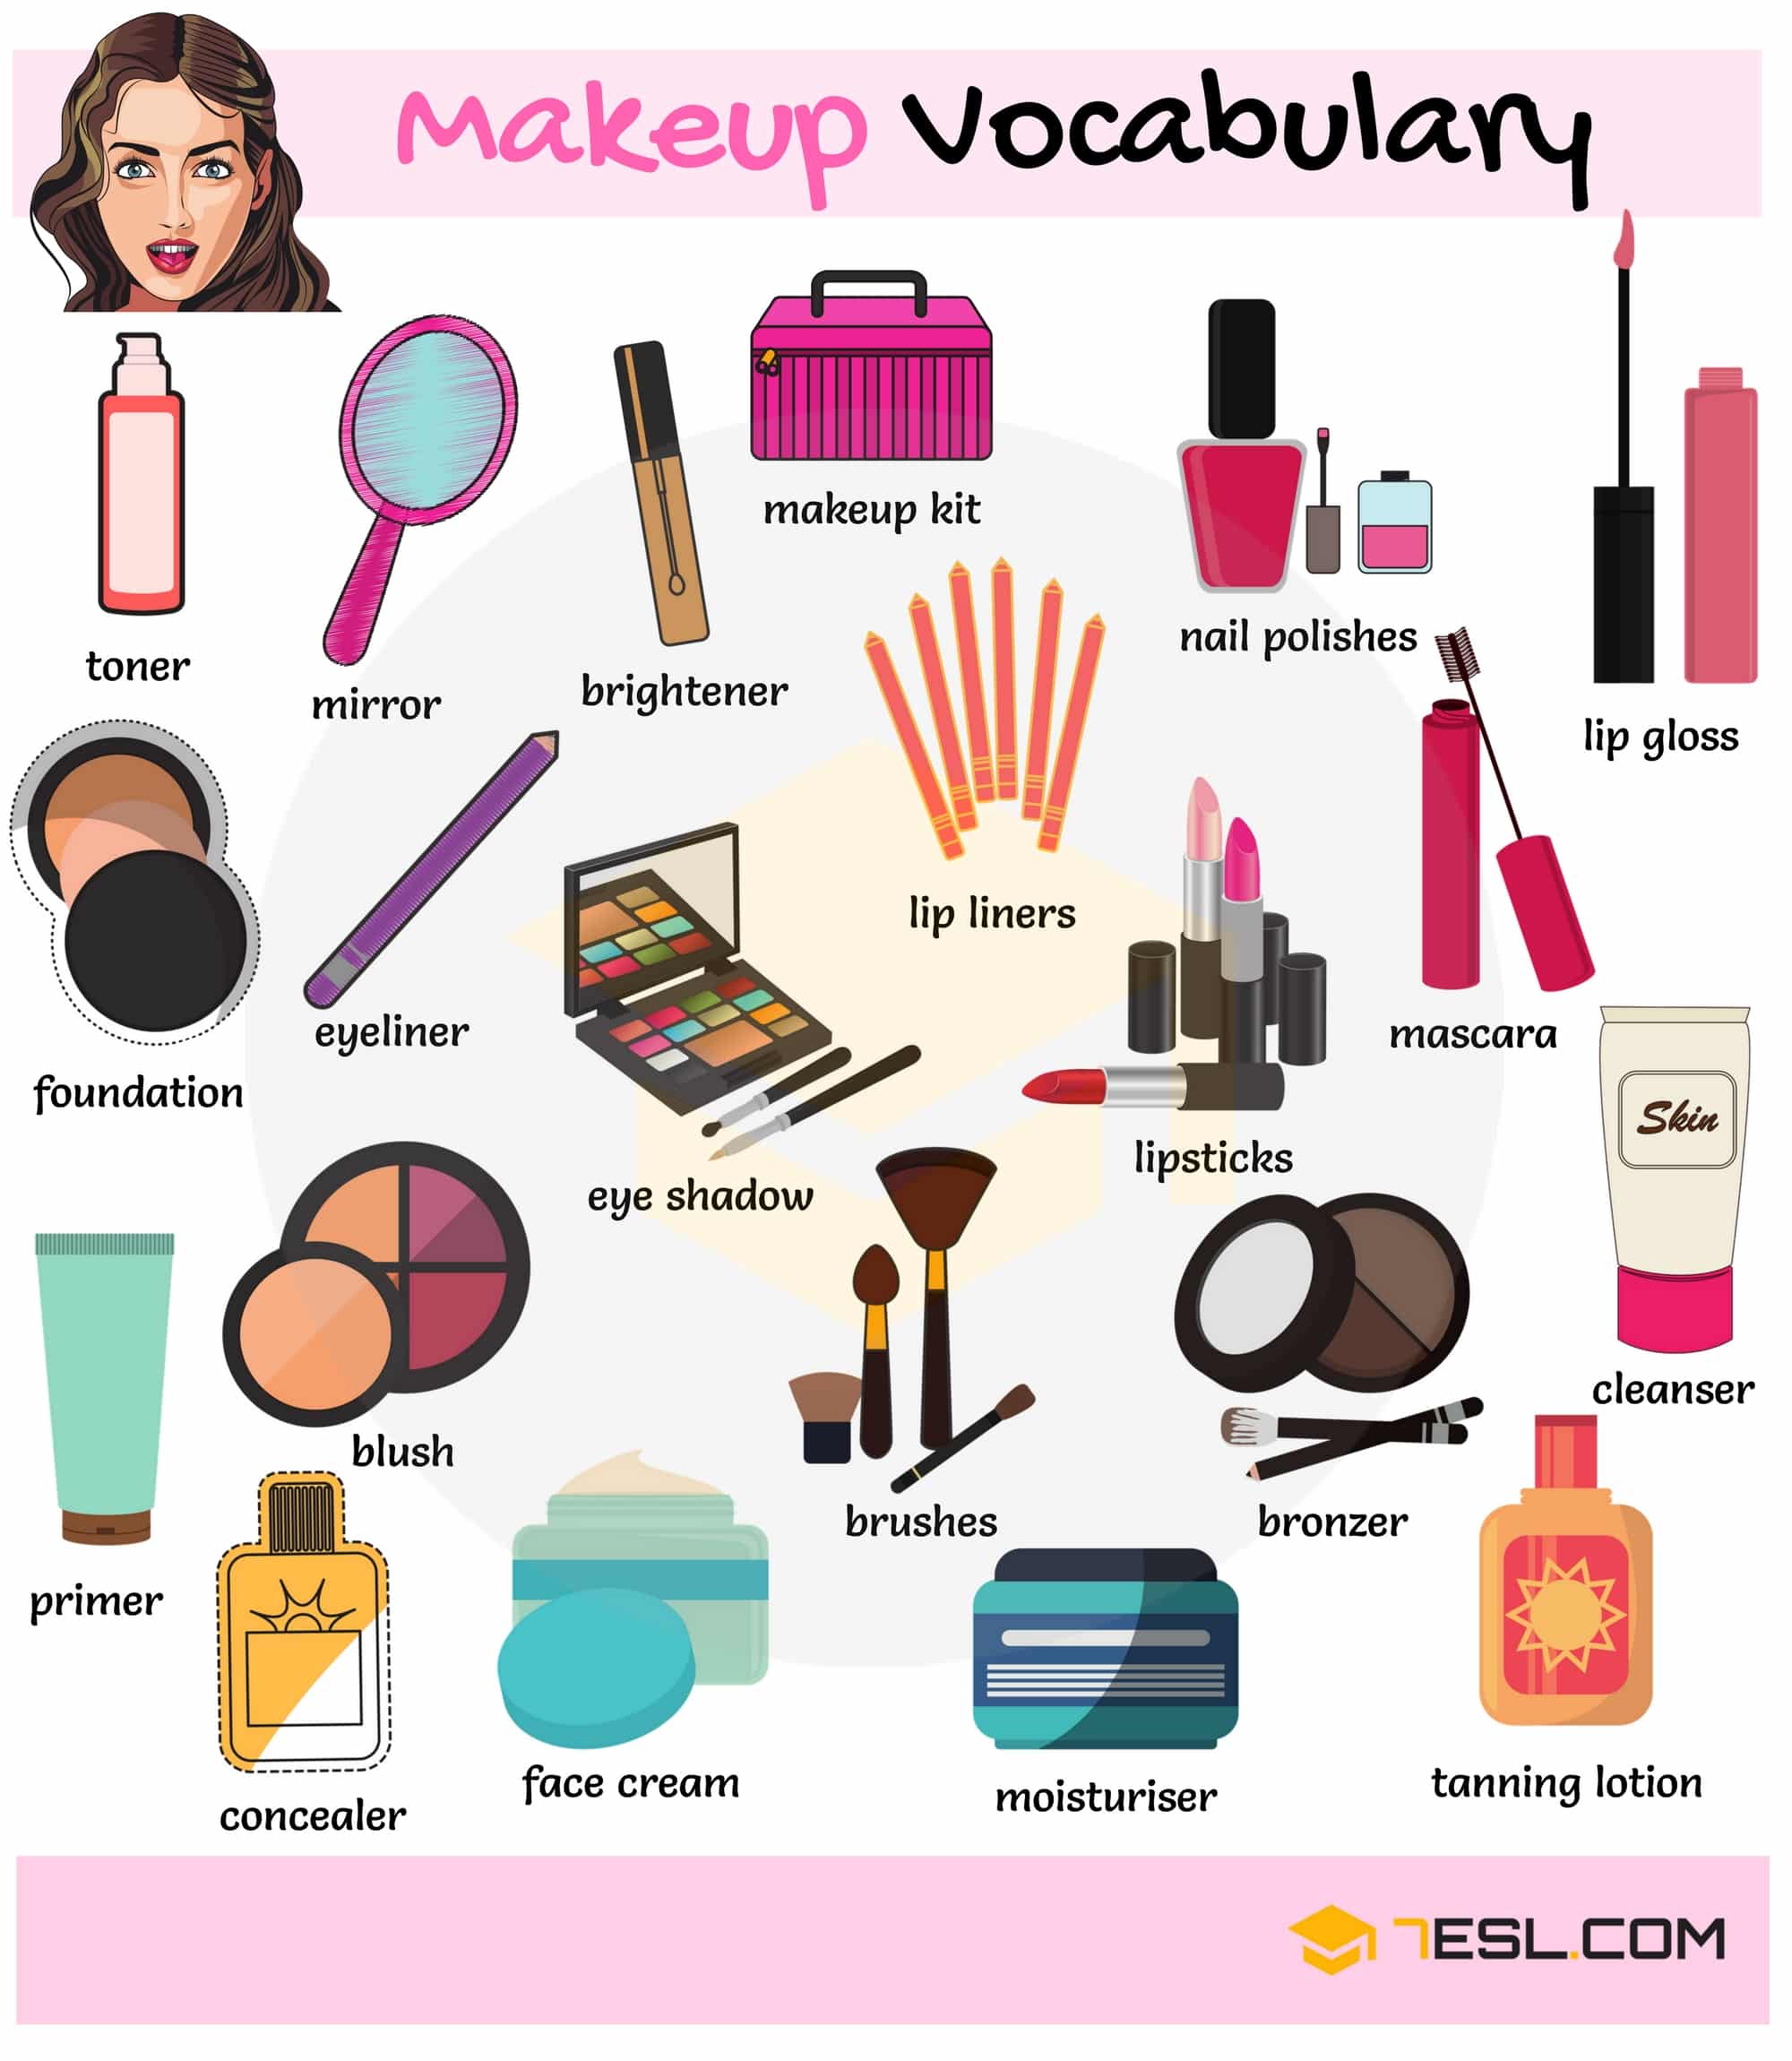 Makeup Vocabulary
makeup kit
nail polishes
toner
mirror
brightener
lip gloss
lip liners
eyeliner
mascara
foundation
Skin
lipsticks
eye shadow
cleanser
blush
brushes
bronzer
primer
face cream
tanning lotion
moisturiser
concealer
7ESL.COM